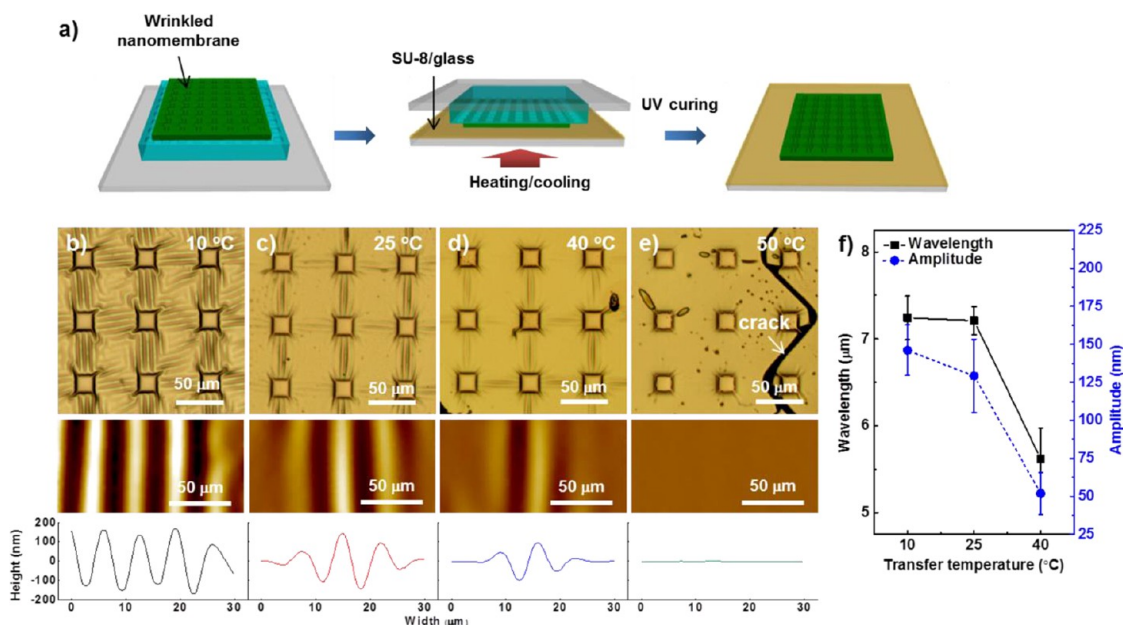 a)
Wrinkled
nanomembrane
SU-8/glass
UV curing
Heating/cooling
b) 10 °C
c) 25 °C
d) 40 °C
e) 50 °C
crack
50 μm 50 μm 50 μm 50 μm
50 μm 50 μm 50 μm 50 μm
Height (nm)
200
100
0
-100
-200
0 10 20 30 0 10 20 30 0 10 20 30 0 10 20 30
Width (μm)
f)
Wavelength
Amplitude
Wavelength (μm)
8
7
6
5
225
200
175
150
125
100
75
50
25
Amplitude (nm)
10 25 40
Transfer temperature (°C)